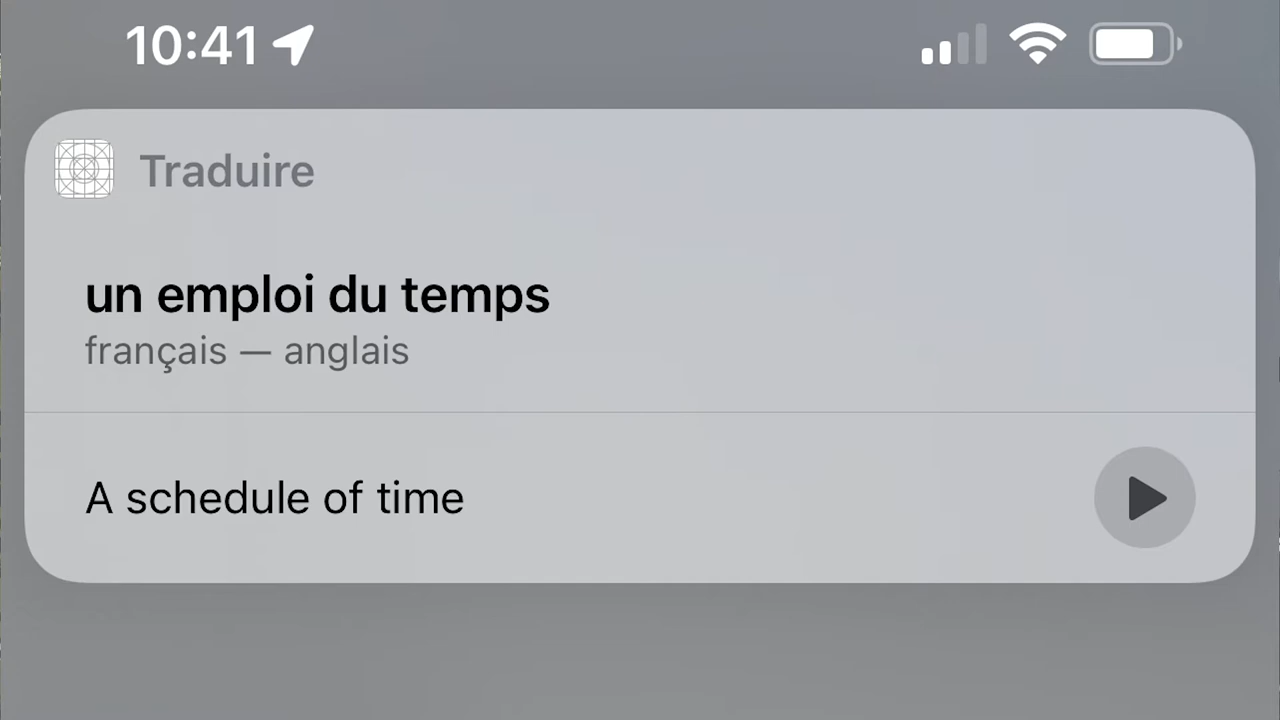 10:41
Traduire
un emploi du temps
français — anglais
A schedule of time